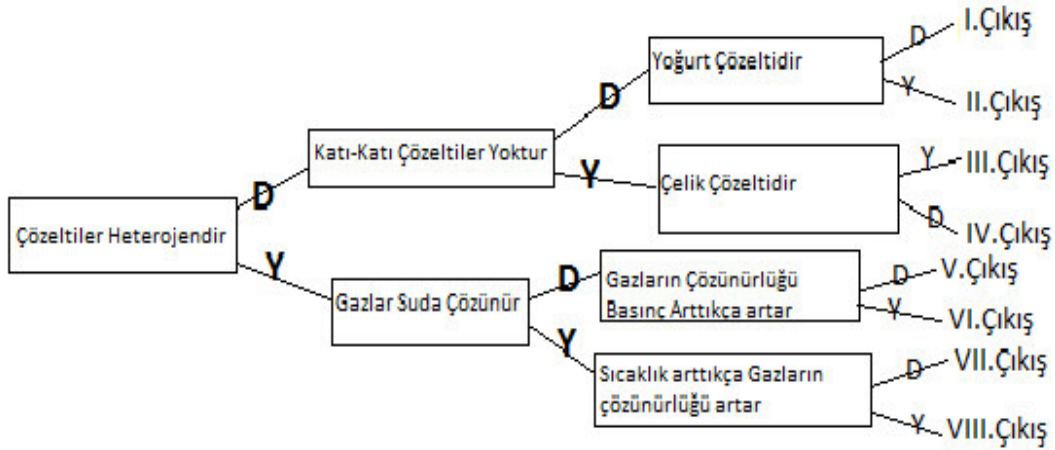 Çözeltiler Heterojendir
D
Y
Katı-Katı Çözeltiler Yoktur
D
Y
Gazlar Suda Çözünür
D
Y
Yoğurt Çözeltidir
D
I.Çıkış
Y
II.Çıkış
Çelik Çözeltidir
Y
III.Çıkış
D
IV.Çıkış
Gazların Çözünürlüğü
Basınç Arttıkça artar
D
V.Çıkış
Y
VI.Çıkış
Sıcaklık arttıkça Gazların
çözünürlüğü artar
D
VII.Çıkış
Y
VIII.Çıkış